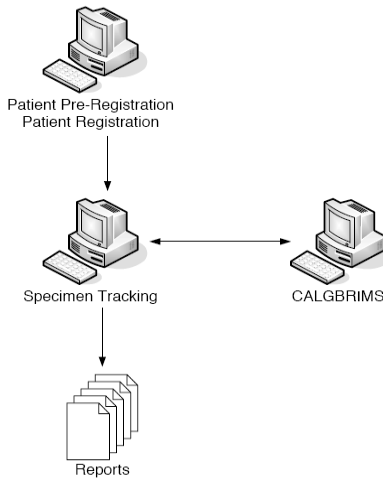 Patient Pre-Registration
Patient Registration
Specimen Tracking
CALGBRIMS
Reports